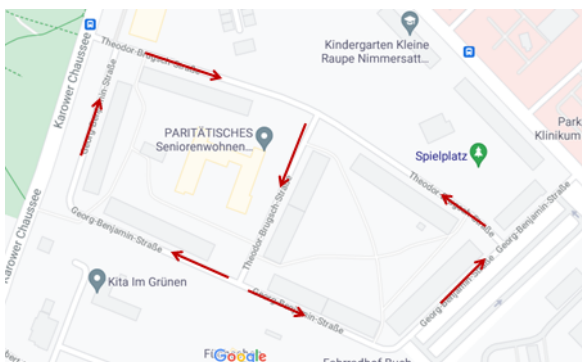 Karower Chaussee
Theodor-Brugsch-Straße
Kindergarten Kleine
Raupe Nimmersatt...
Park
Klinikum
Georg-Benjamin-Straße
PARITÄTISCHES
Seniorenwohnen...
Spielplatz
Theodor-Brugsch-Straße
Theodor-Brugsch-Straße
Georg-Benjamin-Straße
Georg-Benjamin-Straße
Karower Chaussee
Kita Im Grünen
Georg-Benjamin-Straße
Georg-Benjamin-Straße
Google